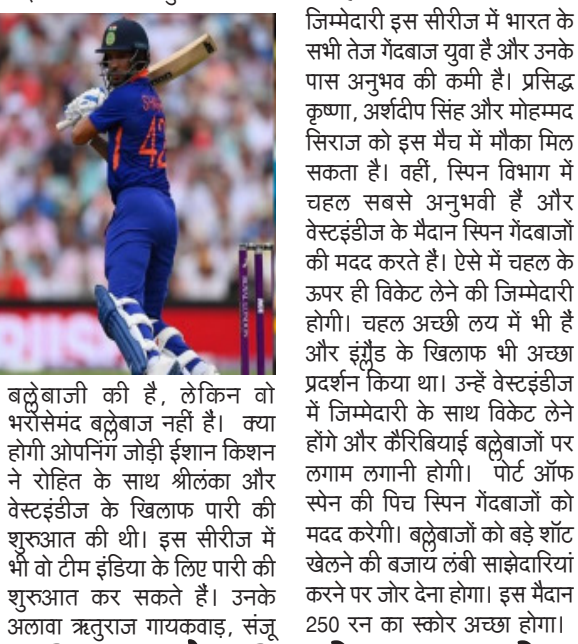 SHI
42
बल्लेबाजी की है, लेकिन वो
भरोसेमंद बल्लेबाज नहीं हैं। क्या
होगी ओपनिंग जोड़ी ईशान किशन
ने रोहित के साथ श्रीलंका और
वेस्टइंडीज के खिलाफ पारी की
शुरुआत की थी। इस सीरीज में
भी वो टीम इंडिया के लिए पारी की
शुरुआत कर सकते हैं। उनके
अलावा ऋतुराज गायकवाड़, संजू
जिम्मेदारी इस सीरीज में भारत के
सभी तेज गेंदबाज युवा है और उनके
पास अनुभव की कमी है। प्रसिद्ध
कृष्णा, अर्शदीप सिंह और मोहम्मद
सिराज को इस मैच में मौका मिल
सकता है। वहीं, स्पिन विभाग में
चहल सबसे अनुभवी हैं और
वेस्टइंडीज के मैदान स्पिन गेंदबाजों
की मदद करते हैं। ऐसे में चहल के
ऊपर ही विकेट लेने की जिम्मेदारी
होगी। चहल अच्छी लय में भी हैं
और इंग्लैंड के खिलाफ भी अच्छा
प्रदर्शन किया था। उन्हें वेस्टइंडीज
में जिम्मेदारी के साथ विकेट लेने
होंगे और कैरिबियाई बल्लेबाजों पर
लगाम लगानी होगी। पोर्ट ऑफ
स्पेन की पिच स्पिन गेंदबाजों को
मदद करेगी। बल्लेबाजों को बड़े शॉट
खेलने की बजाय लंबी साझेदारियां
करने पर जोर देना होगा। इस मैदान
250 रन का स्कोर अच्छा होगा।